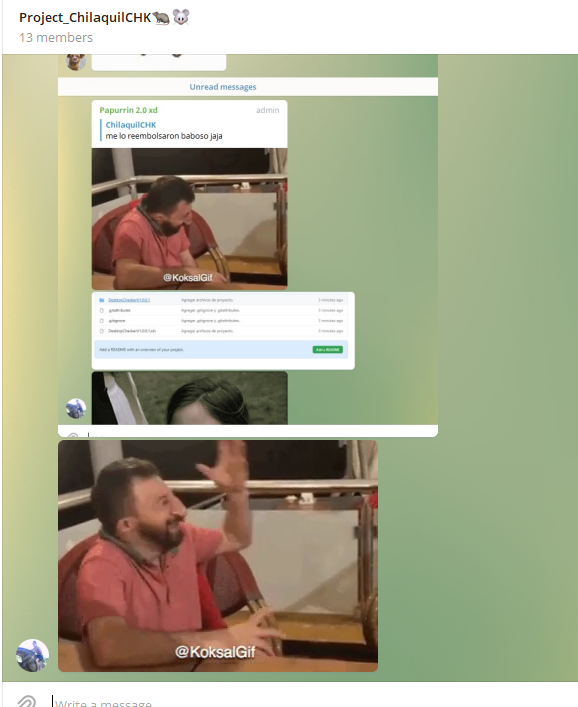 Project_ChilaquilCHK
13 members
Unread messages
Papurrin 2.0 xd
admin
ChilaquilCHK
me lo reembolsaron baboso jaja
@KoksalGif
DesktopCheckerV1.0.0.1
Agregar archivos de proyecto.
3 minutes ago
.gitattributes
Agregar .gitignore y .gitattributes.
3 minutes ago
.gitignore
Agregar .gitignore y .gitattributes.
3 minutes ago
DesktopCheckerV1.0.0.1.sln
Agregar archivos de proyecto.
3 minutes ago
Add a README with an overview of your project.
Add a README
@KoksalGif
Write a message